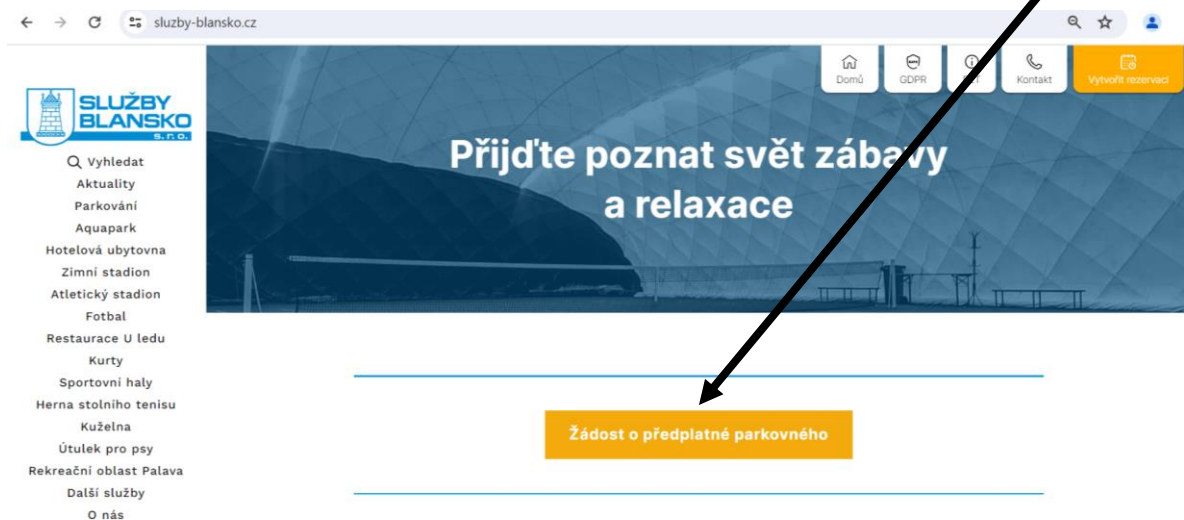 sluzby-blansko.cz
Domů
GDPR
Kontakt
Vytvořit rezervaci
SLUŽBY
BLANSKO
s. r. o.
Vyhledat
Aktuality
Parkování
Aquapark
Hotelová ubytovna
Zimní stadion
Atletický stadion
Fotbal
Restaurace U ledu
Kurty
Sportovní haly
Herna stolního tenisu
Kuželna
Útulek pro psy
Rekreační oblast Palava
Další služby
O nás
Přijďte poznat svět zábavy
a relaxace
Žádost o předplatné parkovného